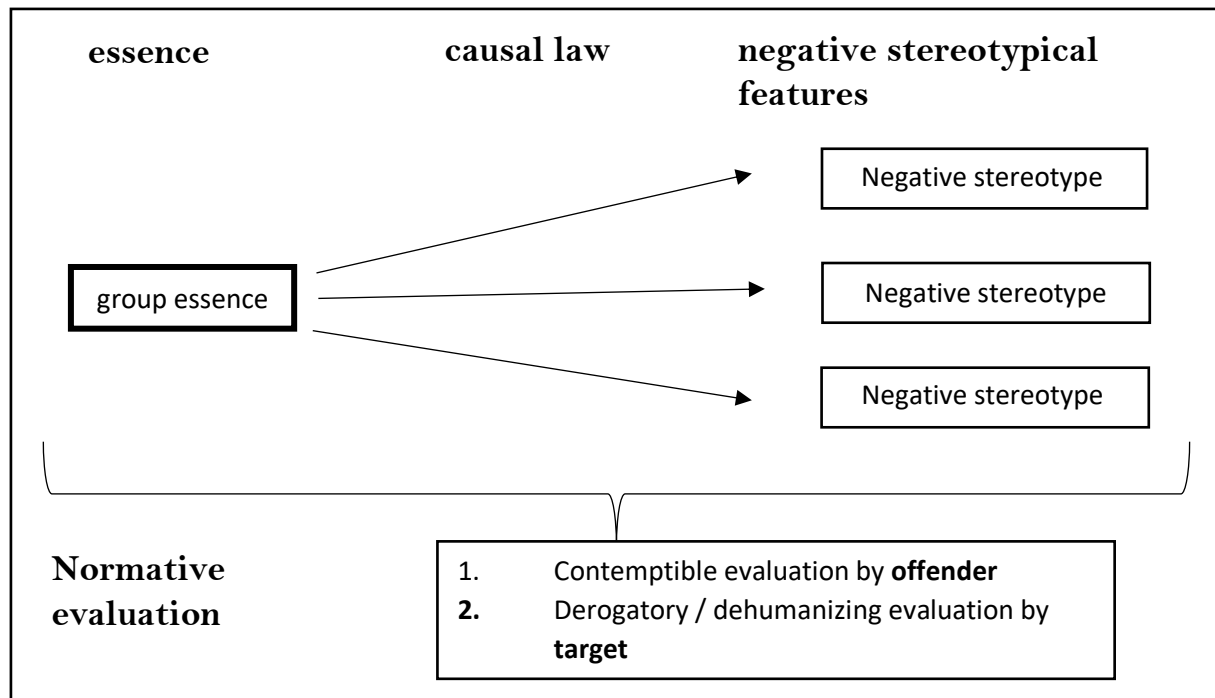 essence
causal law
negative stereotypical
features
Negative stereotype
group essence
Negative stereotype
Negative stereotype
Normative
evaluation
1. Contemptible evaluation by offender
2. Derogatory / dehumanizing evaluation by
target